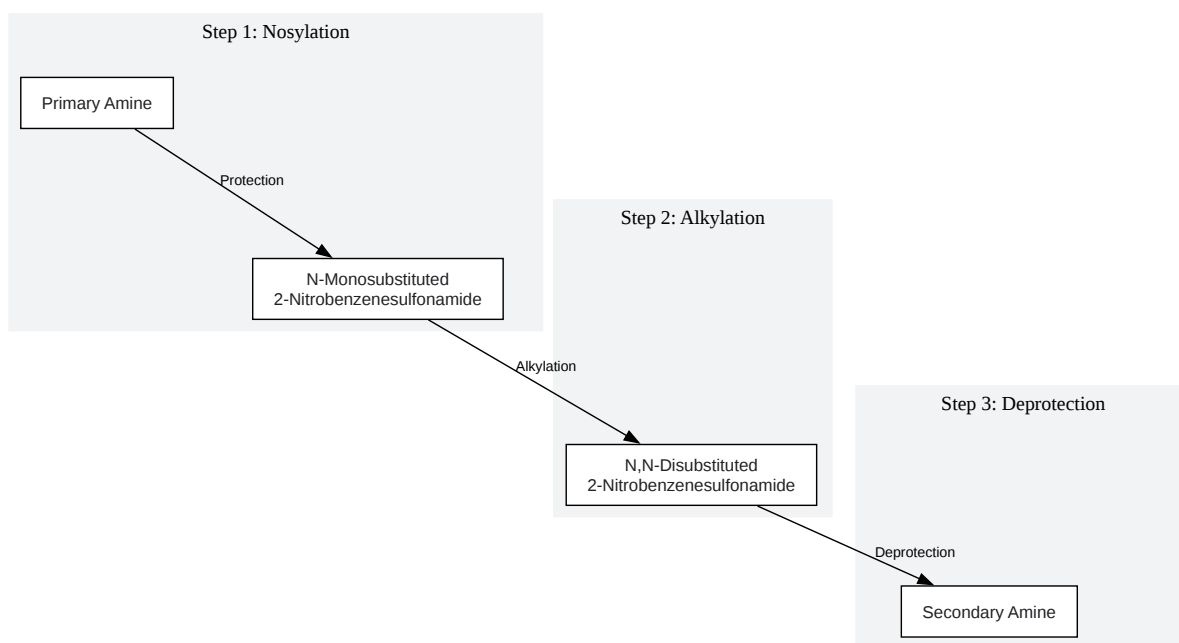 Step 1: Nosylation
Primary Amine
Protection
N-Monosubstituted
2-Nitrobenzenesulfonamide
Step 2: Alkylation
Alkylation
N,N-Disubstituted
2-Nitrobenzenesulfonamide
Step 3: Deprotection
Deprotection
Secondary Amine